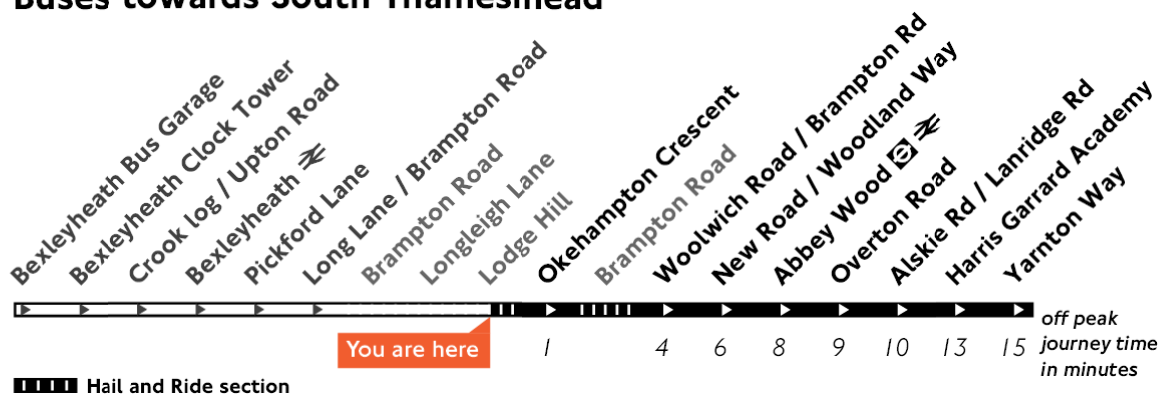 Buses towards South Thamesmead
Bexleyheath Bus Garage
Bexleyheath Clock Tower
Crook log / Upton Road
Bexleyheath
Pickford Lane
Long Lane / Brampton Road
Brampton Road
Longleigh Lane
Lodge Hill
Okehampton Crescent
Brampton Road
Woolwich Road / Brampton Rd
New Road / Woodland Way
Abbey Wood
Overton Road
Alskie Rd / Lanridge Rd
Harris Garrard Academy
Yarnton Way
You are here
1 4 6 8 9 10 13 15
off peak
journey time
in minutes
Hail and Ride section